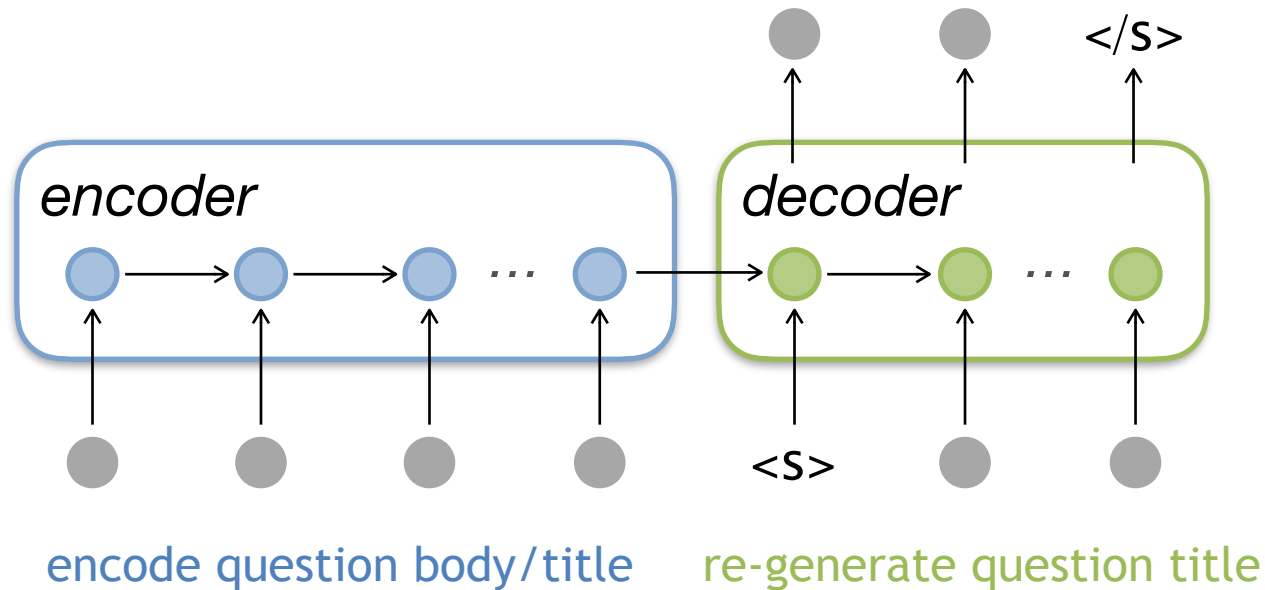 </s>
encoder
decoder
...
...
<s>
encode question body/title
re-generate question title